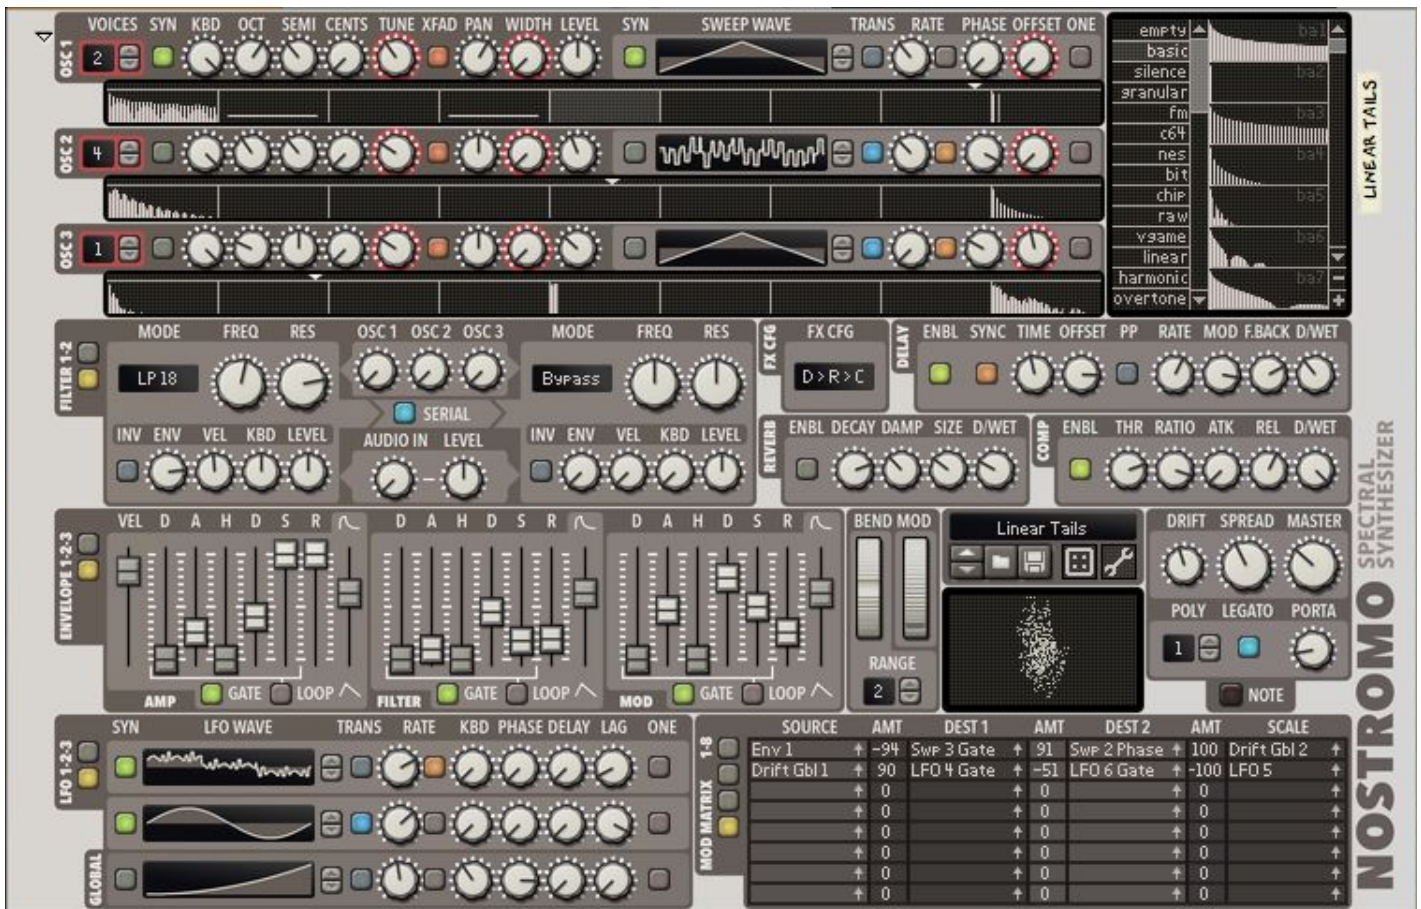 VOICES SYN KBD OCT SEMI CENTS TUNE XFAD PAN WIDTH LEVEL SYN SWEEP WAVE TRANS RATE PHASE OFFSET ONE
OSC 1
2
OSC 2
4
OSC 3
1
empty
basic
silence
granular
fm
c64
nes
bit
chip
raw
vgame
linear
harmonic
overtone
ba1
ba2
ba3
ba4
ba5
ba6
ba7
LINEAR TAILS
FILTER 1-2
MODE FREQ RES OSC 1 OSC 2 OSC 3 MODE FREQ RES
LP18
Bypass
SERIAL
INV ENV VEL KBD LEVEL AUDIO IN LEVEL INV ENV VEL KBD LEVEL
FX CFG
FX CFG
D>R>C
DELAY
ENBL SYNC TIME OFFSET PP RATE MOD F.BACK D/WET
REVERB
ENBL DECAY DAMP SIZE D/WET
COMP
ENBL THR RATIO ATK REL D/WET
ENVELOPE 1-2-3
VEL D A H D S R
AMP GATE LOOP
D A H D S R
FILTER GATE LOOP
D A H D S R
MOD GATE LOOP
BEND MOD
RANGE
2
Linear Tails
DRIFT SPREAD MASTER
POLY LEGATO PORTA
1
NOTE
NOSTROMO
SPECTRAL
SYNTHESIZER
LFO 1-2-3
SYN LFO WAVE TRANS RATE KBD PHASE DELAY LAG ONE
GLOBAL
MOD MATRIX 1-8
SOURCE AMT DEST 1 AMT DEST 2 AMT SCALE
Env 1 -94 Swp 3 Gate 91 Swp 2 Phase 100 Drift Gbl 2
Drift Gbl 1 90 LFO 4 Gate -51 LFO 6 Gate -100 LFO 5
0 0 0
0 0 0
0 0 0
0 0 0
0 0 0
0 0 0